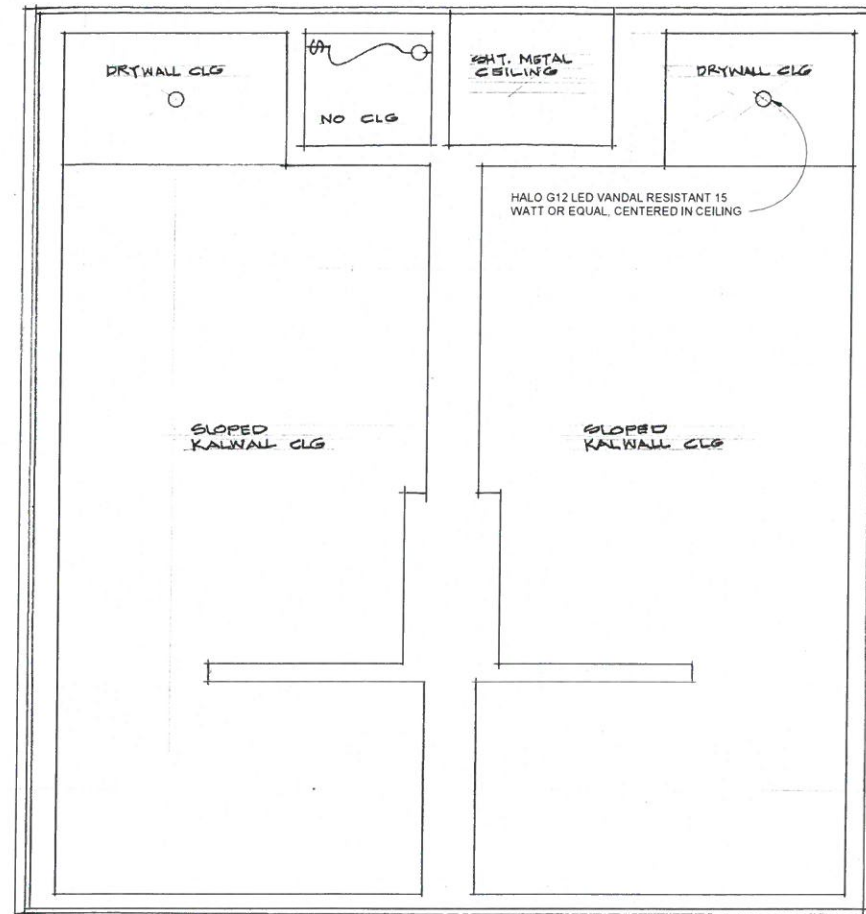 DRYWALL CLG
$
NO CLG
SHT. METAL
CEILING
DRYWALL CLG
HALO G12 LED VANDAL RESISTANT 15
WATT OR EQUAL, CENTERED IN CEILING
SLOPED
KALWALL CLG
SLOPED
KALWALL CLG